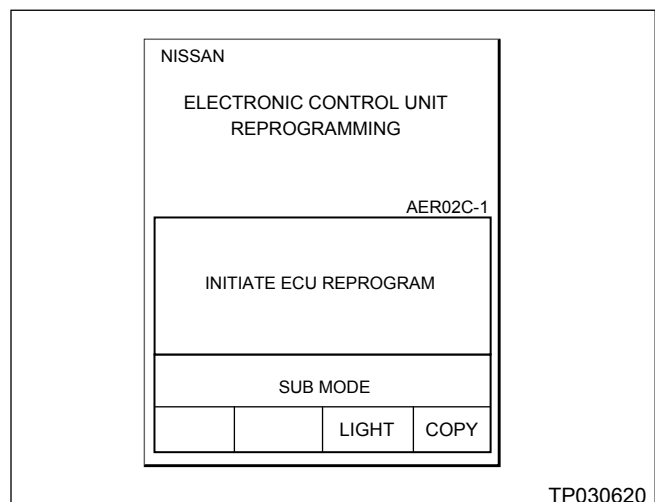 NISSAN
ELECTRONIC CONTROL UNIT
REPROGRAMMING
AER02C-1
INITIATE ECU REPROGRAM
SUB MODE
LIGHT COPY
TP030620